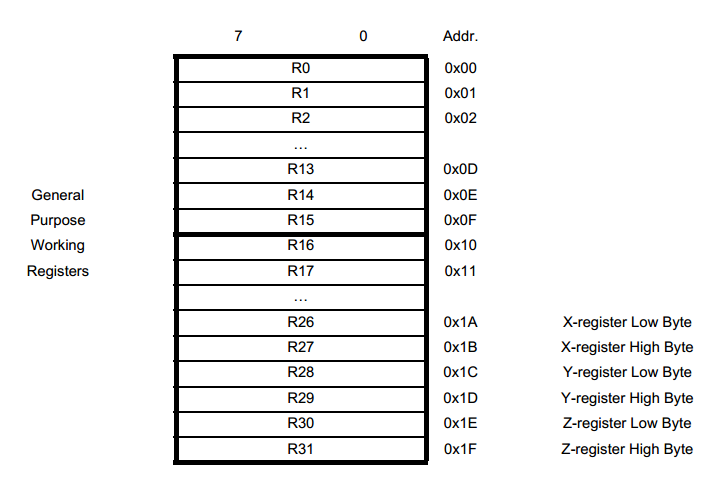 7 0 Addr.
R0 0x00
R1 0x01
R2 0x02
...
R13 0x0D
General R14 0x0E
Purpose R15 0x0F
Working R16 0x10
Registers R17 0x11
...
R26 0x1A X-register Low Byte
R27 0x1B X-register High Byte
R28 0x1C Y-register Low Byte
R29 0x1D Y-register High Byte
R30 0x1E Z-register Low Byte
R31 0x1F Z-register High Byte